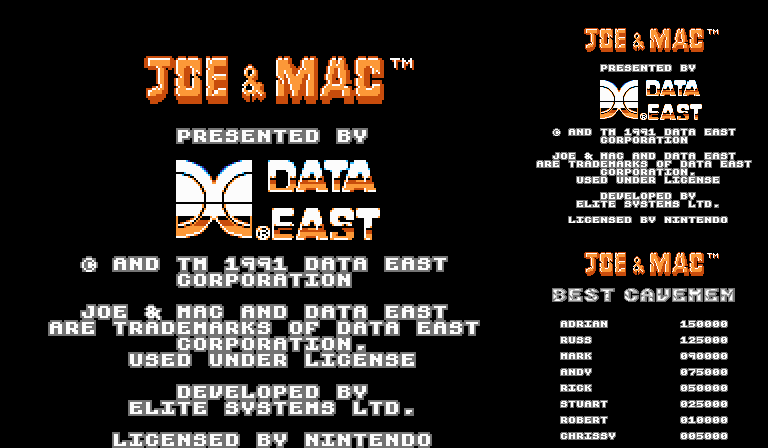 JOE & MAC™
PRESENTED BY
DATA
EAST®
© AND TM 1991 DATA EAST
CORPORATION
JOE & MAC AND DATA EAST
ARE TRADEMARKS OF DATA EAST
CORPORATION.
USED UNDER LICENSE
DEVELOPED BY
ELITE SYSTEMS LTD.
LICENSED BY NINTENDO
JOE & MAC™
PRESENTED BY
DATA
EAST®
© AND TM 1991 DATA EAST
CORPORATION
JOE & MAC AND DATA EAST
ARE TRADEMARKS OF DATA EAST
CORPORATION.
USED UNDER LICENSE
DEVELOPED BY
ELITE SYSTEMS LTD.
LICENSED BY NINTENDO
JOE & MAC™
BEST CAVEMEN
ADRIAN 150000
RUSS 125000
MARK 090000
ANDY 075000
RICK 050000
STUART 025000
ROBERT 010000
CHRISSY 005000